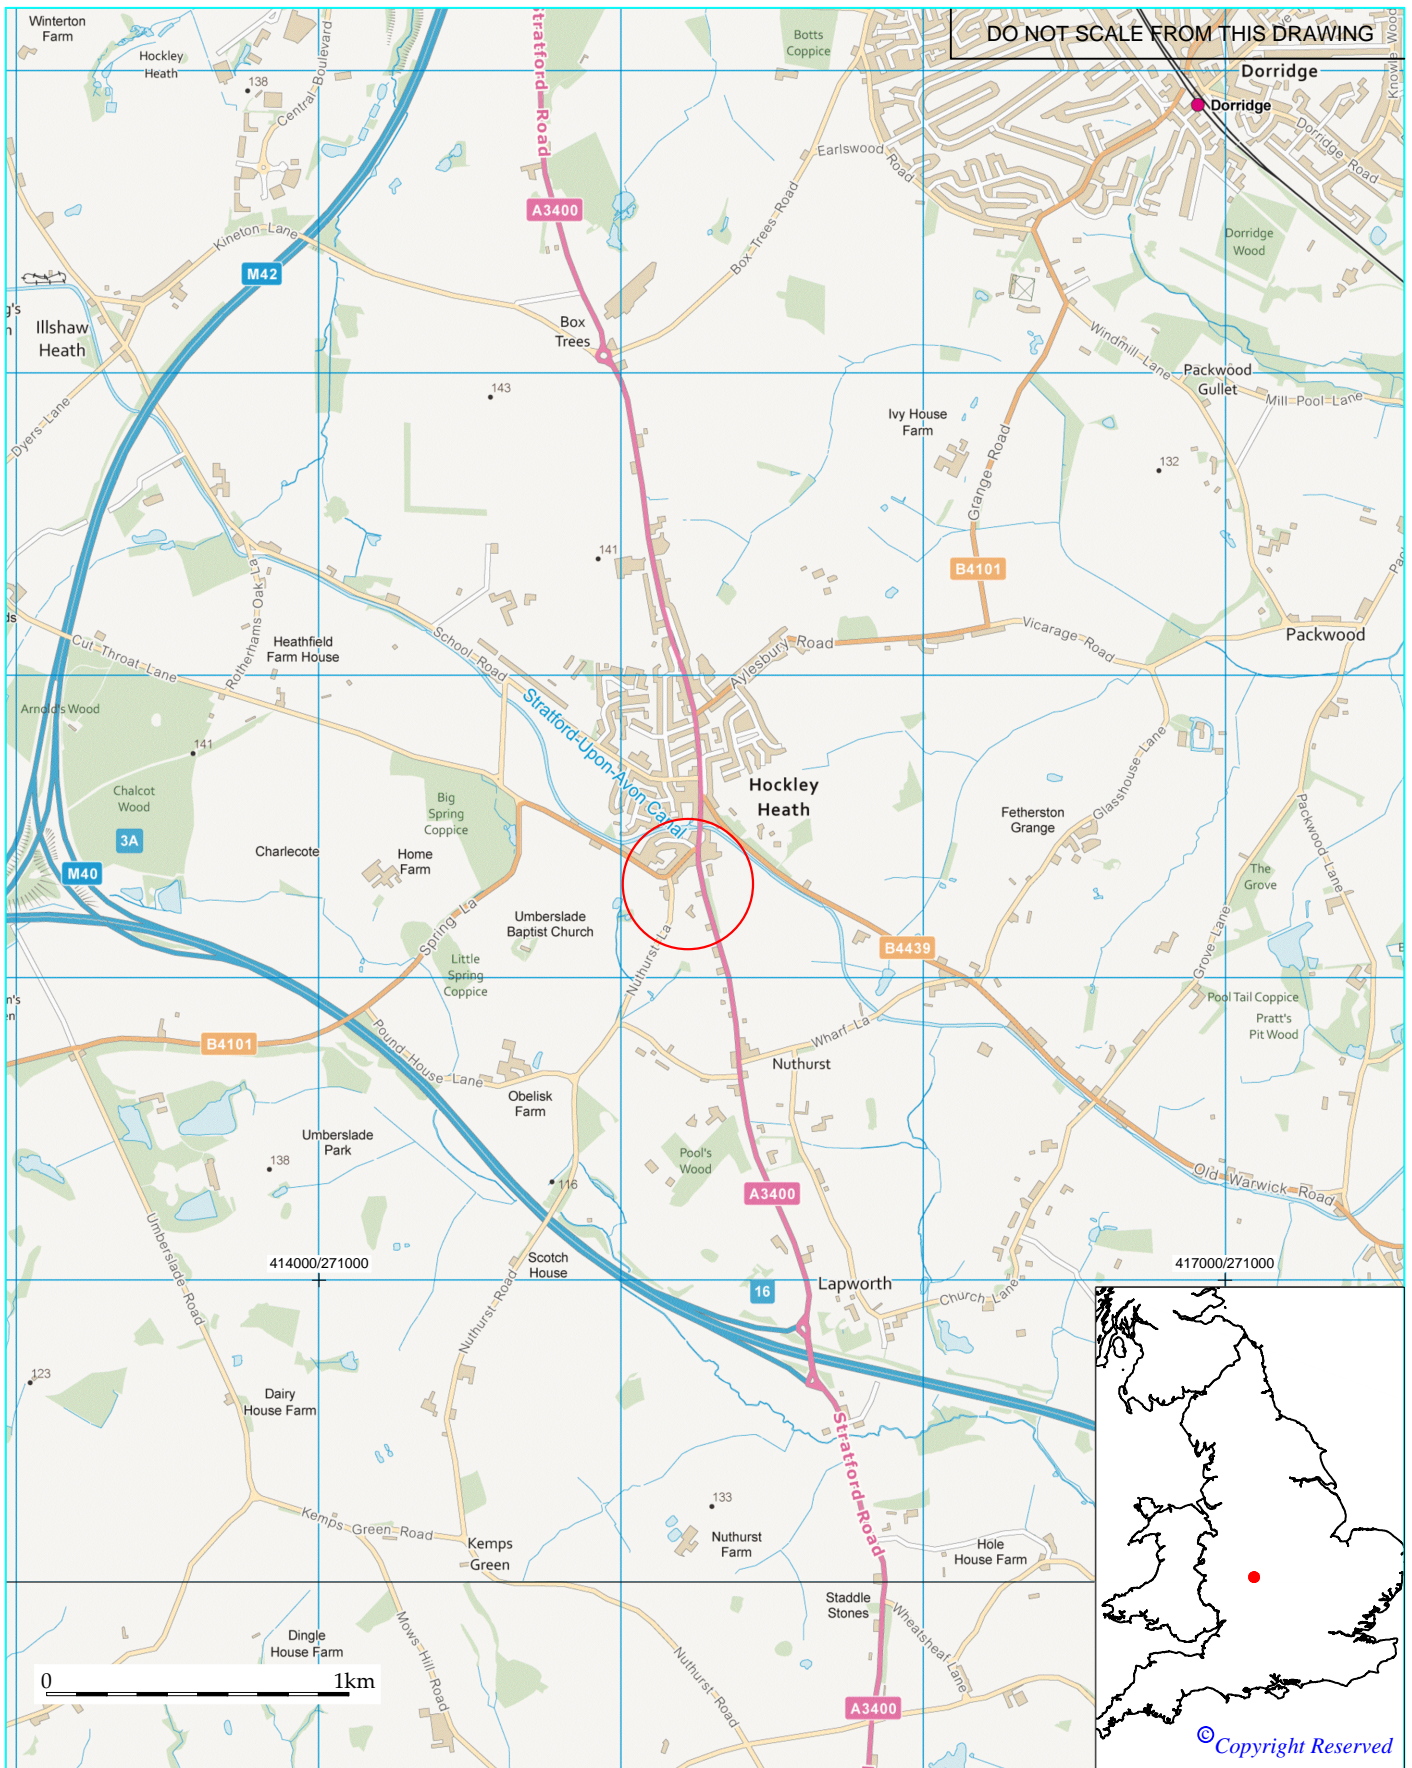 DO NOT SCALE FROM THIS DRAWING
Winterton
Farm
Hockley
Heath
138
Central Boulevard
Stratford Road
Botts
Coppice
Knowle Wood
Dorridge
Dorridge
Dorridge Road
Earlswood Road
A3400
Kineton Lane
M42
Box Trees Road
Dorridge
Wood
Illshaw
Heath
Box
Trees
Windmill Lane
Packwood
Gullet
Mill Pool Lane
Dyers Lane
143
Ivy House
Farm
Grange Road
132
141
B4101
Rotherhams Oak La
Cut Throat Lane
Heathfield
Farm House
School Road
Aylesbury Road
Vicarage Road
Packwood
Arnold's Wood
141
Stratford-Upon-Avon Canal
Chalcot
Wood
3A
Big
Spring
Coppice
Hockley
Heath
Fetherston
Grange
Glasshouse Lane
Packwood Lane
Charlecote
Home
Farm
M40
The
Grove
Spring La
Umberslade
Baptist Church
Nuthurst La
B4439
Grove Lane
Little
Spring
Coppice
Pool Tail Coppice
Pratt's
Pit Wood
B4101
Pound House Lane
Wharf La
Nuthurst
Obelisk
Farm
Umberslade
Park
138
Pool's
Wood
116
A3400
Old Warwick Road
Umberslade Road
414000/271000
Scotch
House
417000/271000
16
Lapworth
Church Lane
Nuthurst Road
123
Dairy
House Farm
Stratford Road
Kemps Green Road
Kemps
Green
133
Nuthurst
Farm
Hole
House Farm
Staddle
Stones
Wheatsheaf Lane
Dingle
House Farm
Mows Hill Road
Nuthurst Road
0 1km
A3400
© Copyright Reserved